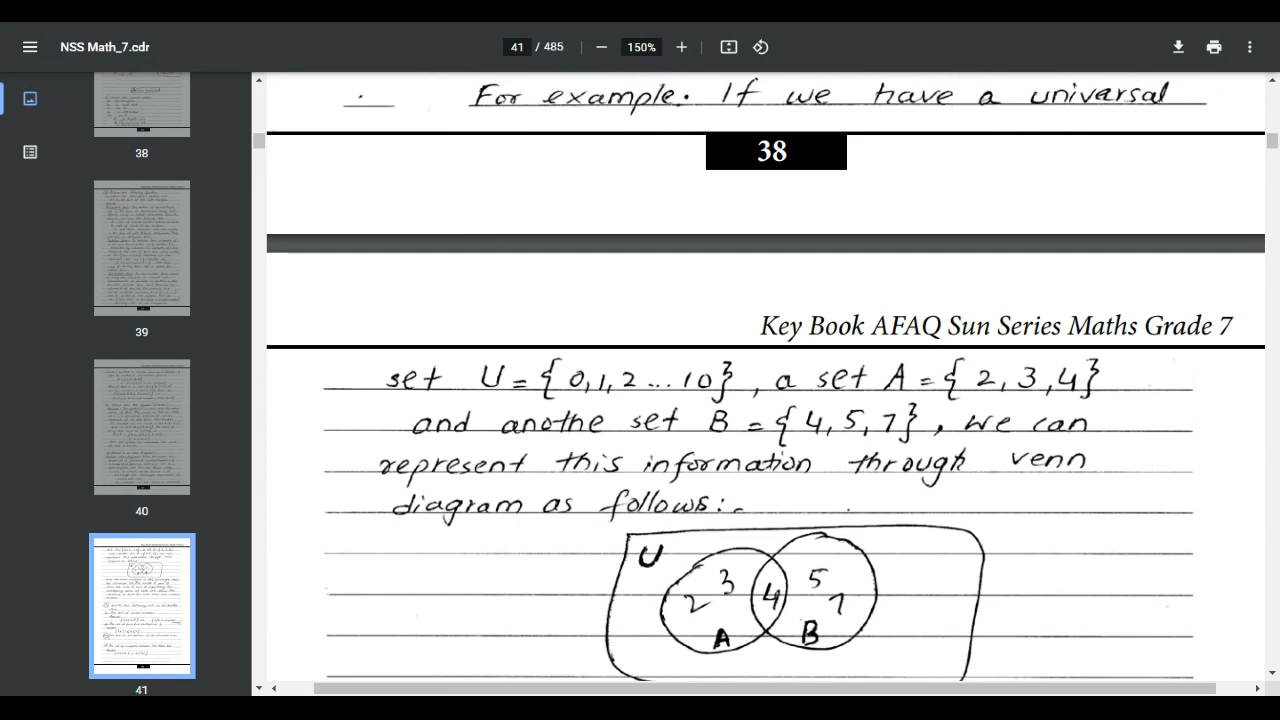 NSS Math_7.cdr
41 / 485
150%
38
39
40
41
For example. If we have a universal
38
Key Book AFAQ Sun Series Maths Grade 7
set U = { 0, 1, 2 ... 10 } , a set A = { 2, 3, 4 }
and anothe set B = { 4, 5, 7 } , we can
represent this information through venn
diagram as follows:-
U
3 5
2 4 7
A B